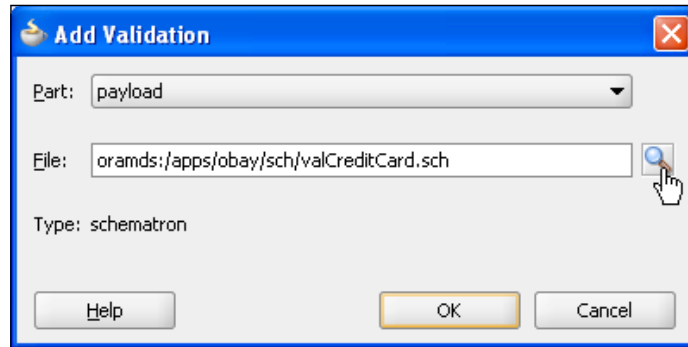 Add Validation
Part: payload
File: oramds:/apps/obay/sch/valCreditCard.sch
Type: schematron
Help OK Cancel